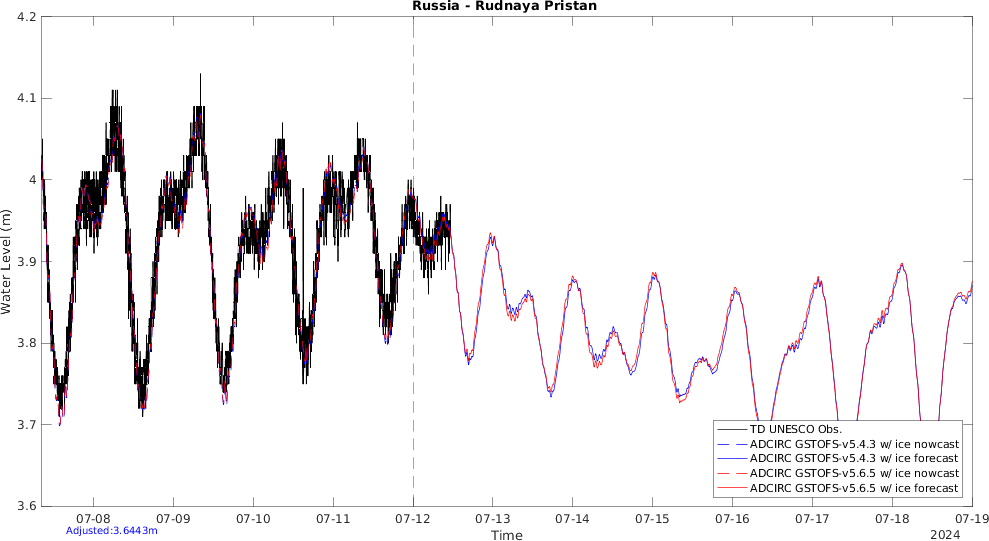 Russia - Rudnaya Pristan
4.2
4.1
4
3.9
3.8
3.7
3.6
Water Level (m)
TD UNESCO Obs.
ADCIRC GSTOFS-v5.4.3 w/ ice nowcast
ADCIRC GSTOFS-v5.4.3 w/ ice forecast
ADCIRC GSTOFS-v5.6.5 w/ ice nowcast
ADCIRC GSTOFS-v5.6.5 w/ ice forecast
07-08 07-09 07-10 07-11 07-12 07-13 07-14 07-15 07-16 07-17 07-18 07-19
Adjusted:3.6443m
Time
2024